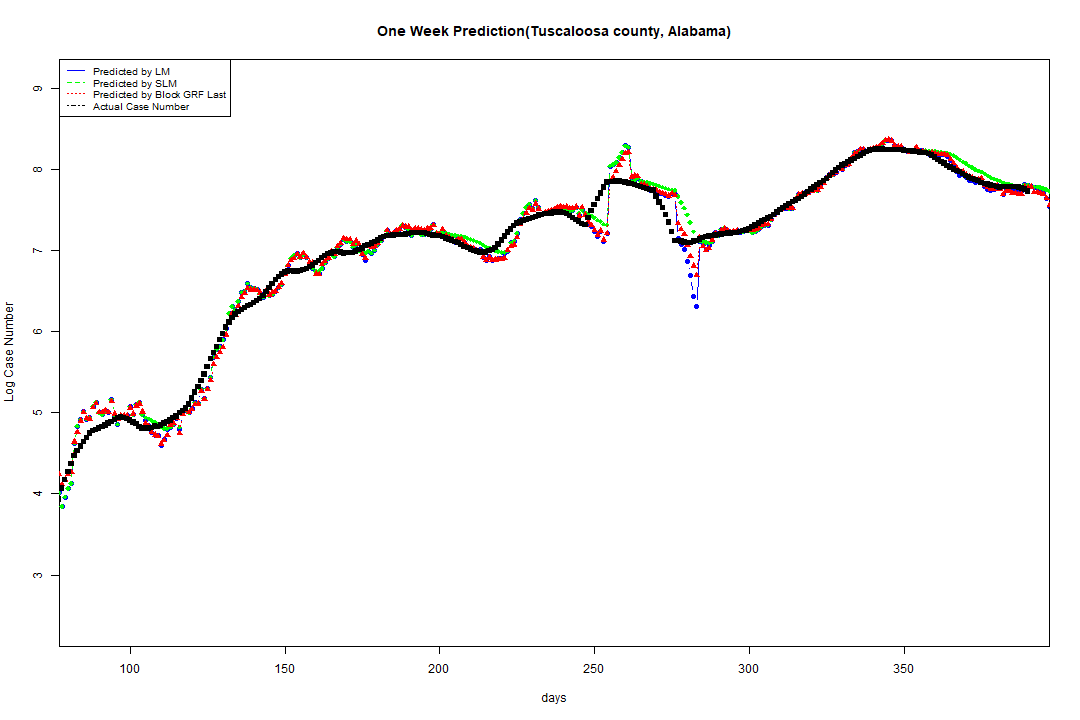 One Week Prediction(Tuscaloosa county, Alabama)
Predicted by LM
Predicted by SLM
Predicted by Block GRF Last
Actual Case Number
Log Case Number
9
8
7
6
5
4
3
100 150 200 250 300 350
days